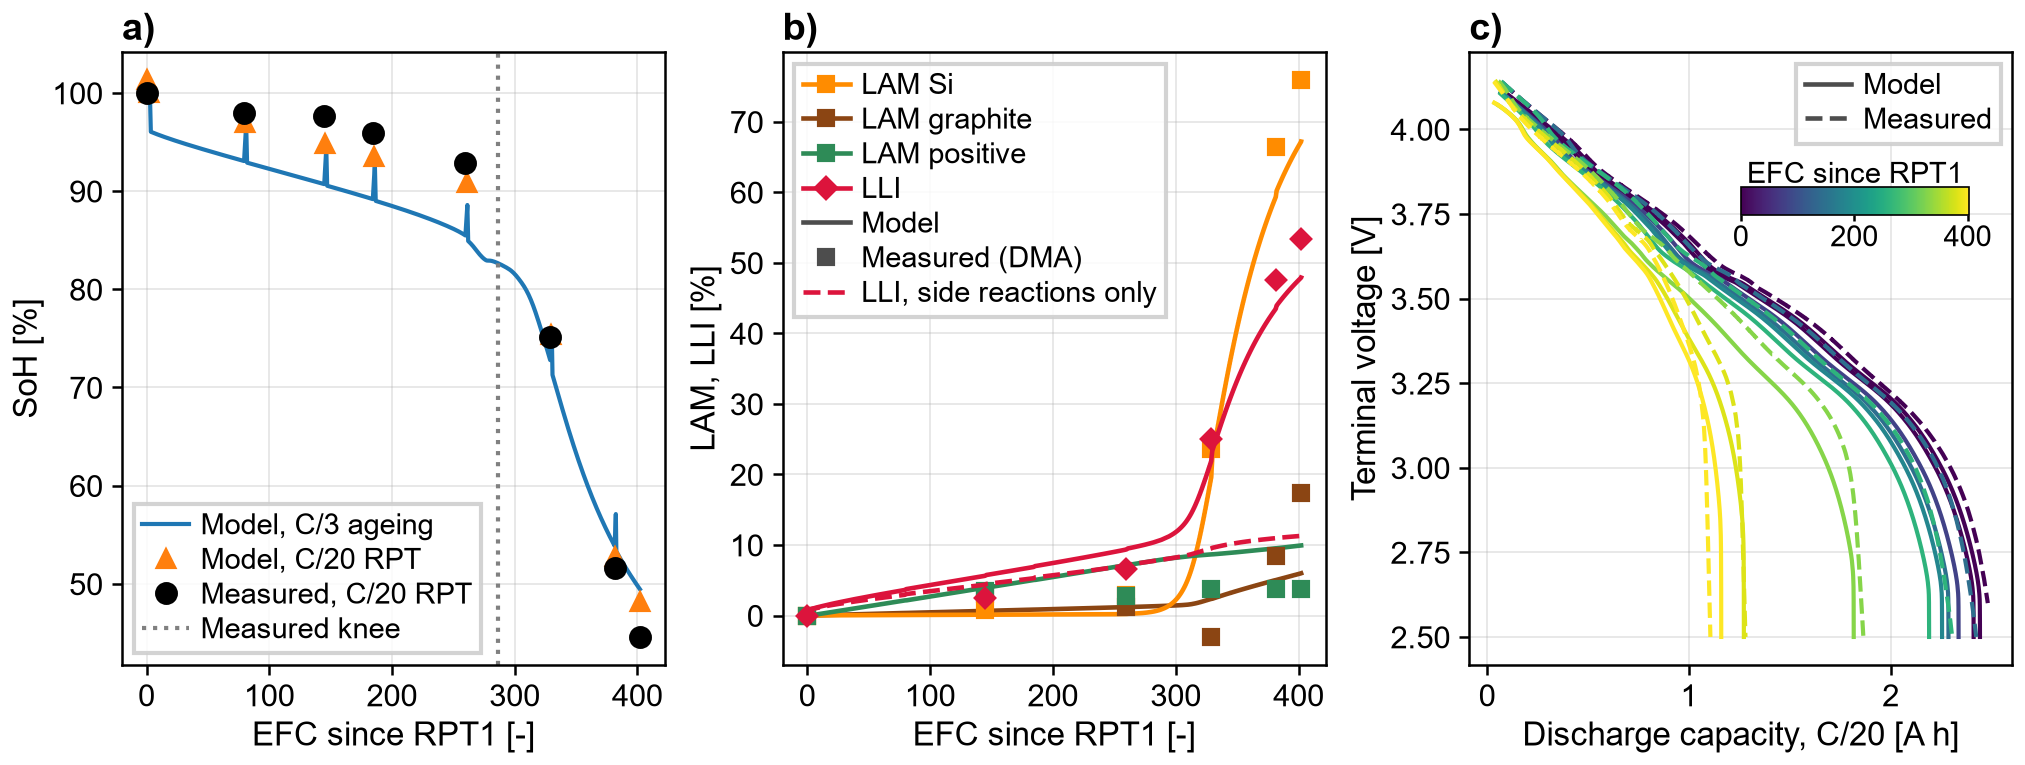 a)
SoH [%]
100
90
80
70
60
50
Model, C/3 ageing
Model, C/20 RPT
Measured, C/20 RPT
Measured knee
0
100
200
300
400
EFC since RPT1 [-]
b)
LAM, LLI [%]
70
60
50
40
30
20
10
0
LAM Si
LAM graphite
LAM positive
LLI
Model
Measured (DMA)
LLI, side reactions only
0
100
200
300
400
EFC since RPT1 [-]
c)
Terminal voltage [V]
4.00
3.75
3.50
3.25
3.00
2.75
2.50
Model
Measured
EFC since RPT1
0
200
400
0
1
2
Discharge capacity, C/20 [A h]